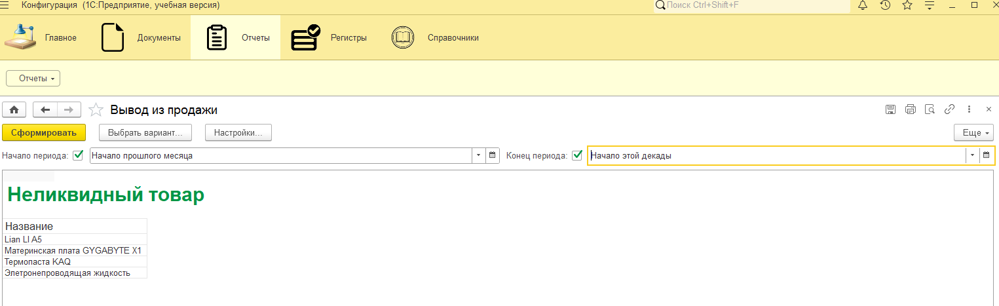 Конфигурация (1С:Предприятие, учебная версия)
Поиск Ctrl+Shift+F
Главное
Документы
Отчеты
Регистры
Справочники
Отчеты
Вывод из продажи
Сформировать
Выбрать вариант...
Настройки...
Еще
Начало периода:
Начало прошлого месяца
Конец периода:
Начало этой декады
Неликвидный товар
Название
Lian LI A5
Материнская плата GYGABYTE X1
Термопаста KAQ
Элетронепроводящая жидкость